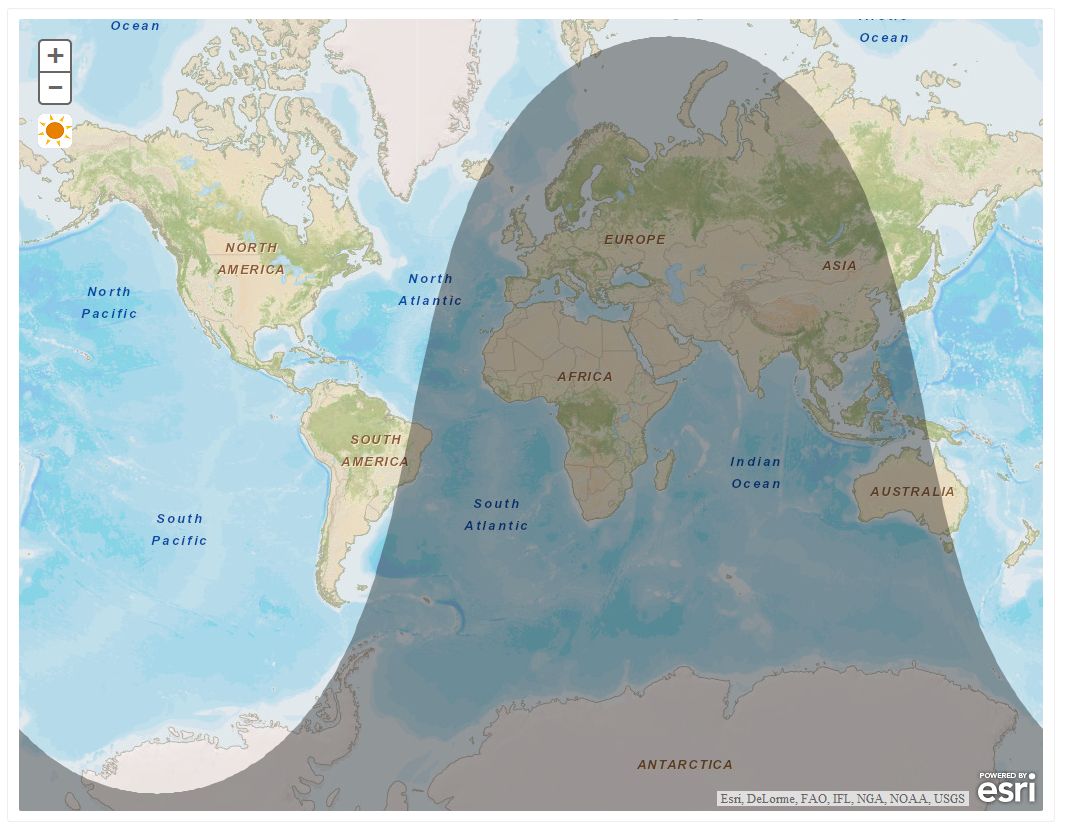 Ocean
Ocean
+
−
EUROPE
NORTH
AMERICA
ASIA
North
Atlantic
North
Pacific
AFRICA
SOUTH
AMERICA
Indian
Ocean
AUSTRALIA
South
Atlantic
South
Pacific
ANTARCTICA
POWERED BY
esri
Esri, DeLorme, FAO, IFL, NGA, NOAA, USGS